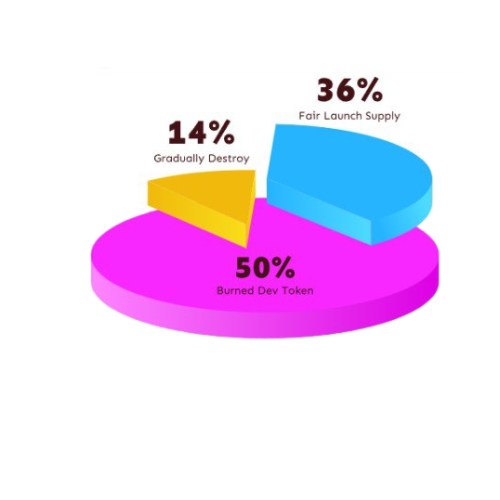 36%
Fair Launch Supply
14%
Gradually Destroy
50%
Burned Dev Token